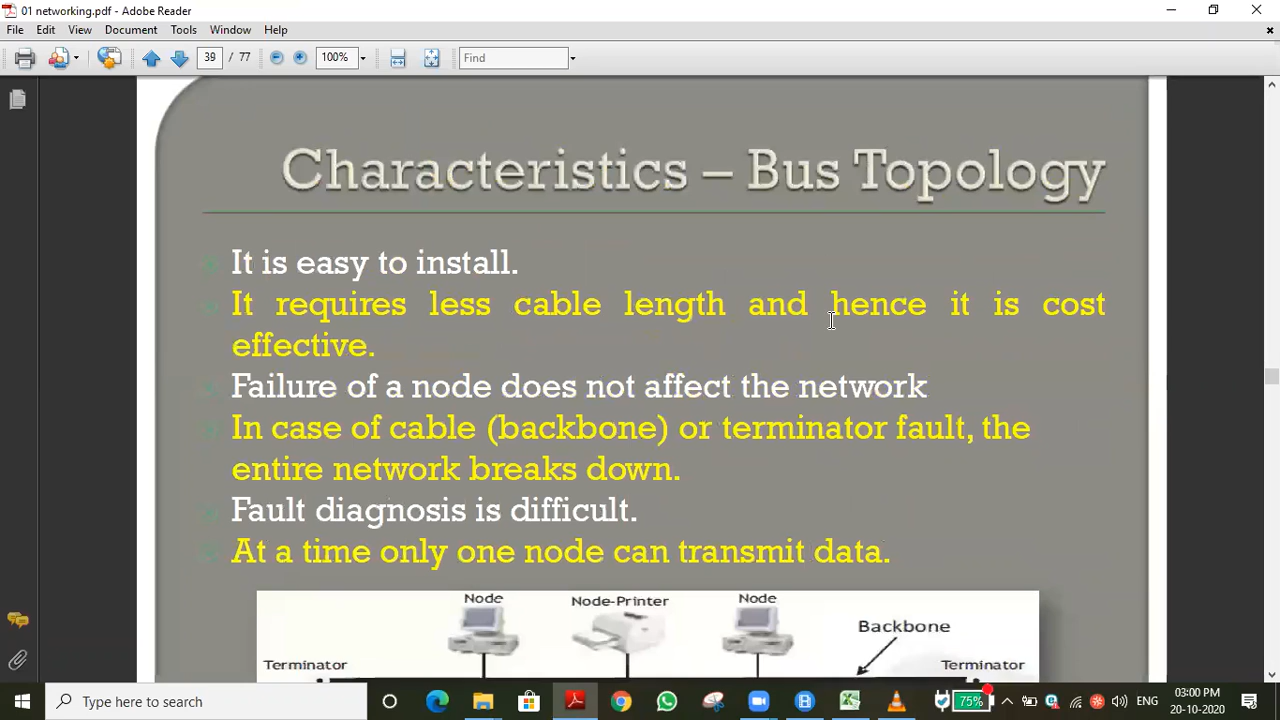 01 networking.pdf - Adobe Reader
File Edit View Document Tools Window Help
39 / 77 100% Find
Characteristics – Bus Topology
It is easy to install.
It requires less cable length and hence it is cost
effective.
Failure of a node does not affect the network
In case of cable (backbone) or terminator fault, the
entire network breaks down.
Fault diagnosis is difficult.
At a time only one node can transmit data.
Node Node-Printer Node
Backbone
Terminator Terminator
Type here to search 75% ENG 03:00 PM
20-10-2020